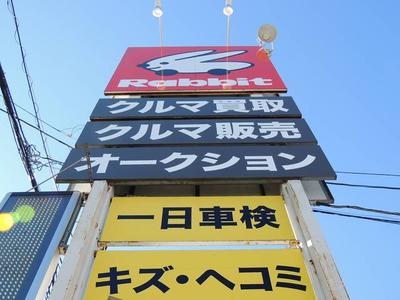 Rabbit
クルマ買取
クルマ販売
オークション
一日車検
キズ・ヘコミ